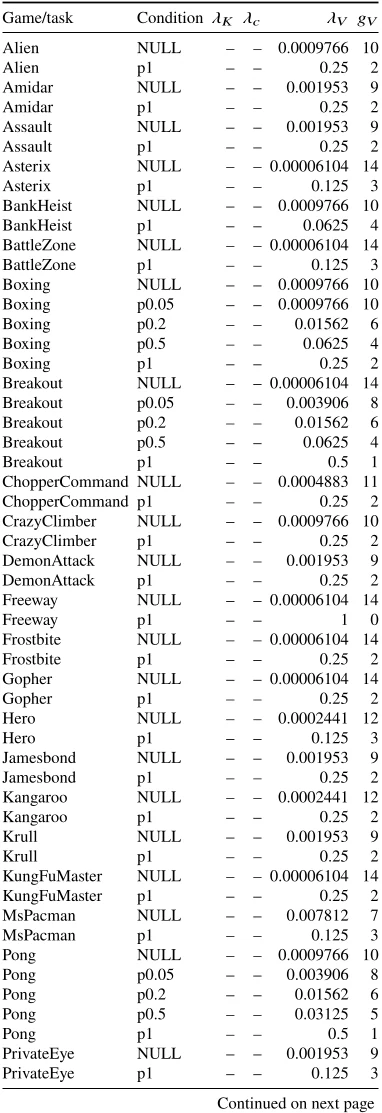 Game/task Condition λK λc λV gV
Alien NULL – – 0.0009766 10
Alien p1 – – 0.25 2
Amidar NULL – – 0.001953 9
Amidar p1 – – 0.25 2
Assault NULL – – 0.001953 9
Assault p1 – – 0.25 2
Asterix NULL – – 0.00006104 14
Asterix p1 – – 0.125 3
BankHeist NULL – – 0.0009766 10
BankHeist p1 – – 0.0625 4
BattleZone NULL – – 0.00006104 14
BattleZone p1 – – 0.125 3
Boxing NULL – – 0.0009766 10
Boxing p0.05 – – 0.0009766 10
Boxing p0.2 – – 0.01562 6
Boxing p0.5 – – 0.0625 4
Boxing p1 – – 0.25 2
Breakout NULL – – 0.00006104 14
Breakout p0.05 – – 0.003906 8
Breakout p0.2 – – 0.01562 6
Breakout p0.5 – – 0.0625 4
Breakout p1 – – 0.5 1
ChopperCommand NULL – – 0.0004883 11
ChopperCommand p1 – – 0.25 2
CrazyClimber NULL – – 0.0009766 10
CrazyClimber p1 – – 0.25 2
DemonAttack NULL – – 0.001953 9
DemonAttack p1 – – 0.25 2
Freeway NULL – – 0.00006104 14
Freeway p1 – – 1 0
Frostbite NULL – – 0.00006104 14
Frostbite p1 – – 0.25 2
Gopher NULL – – 0.00006104 14
Gopher p1 – – 0.25 2
Hero NULL – – 0.0002441 12
Hero p1 – – 0.125 3
Jamesbond NULL – – 0.001953 9
Jamesbond p1 – – 0.25 2
Kangaroo NULL – – 0.0002441 12
Kangaroo p1 – – 0.25 2
Krull NULL – – 0.001953 9
Krull p1 – – 0.25 2
KungFuMaster NULL – – 0.00006104 14
KungFuMaster p1 – – 0.25 2
MsPacman NULL – – 0.007812 7
MsPacman p1 – – 0.125 3
Pong NULL – – 0.0009766 10
Pong p0.05 – – 0.003906 8
Pong p0.2 – – 0.01562 6
Pong p0.5 – – 0.03125 5
Pong p1 – – 0.5 1
PrivateEye NULL – – 0.001953 9
PrivateEye p1 – – 0.125 3
Continued on next page